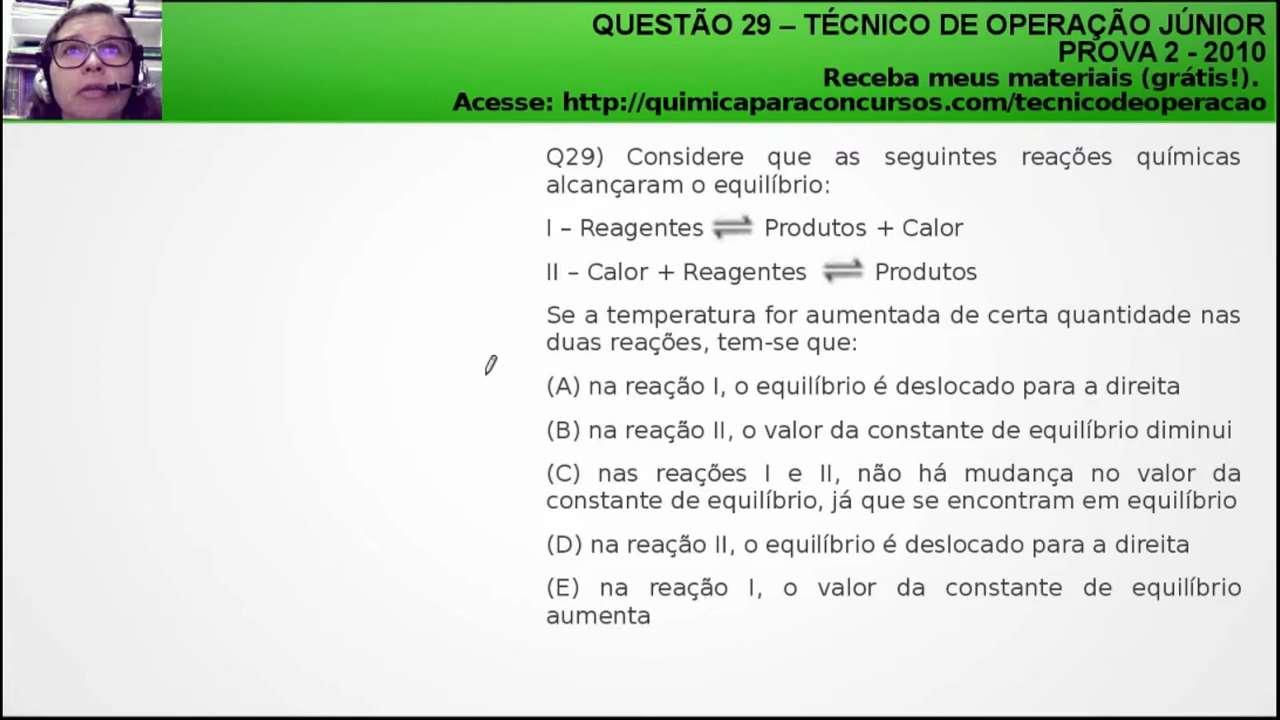 QUESTÃO 29 – TÉCNICO DE OPERAÇÃO JÚNIOR
PROVA 2 - 2010
Receba meus materiais (grátis!).
Acesse: http://quimicaparaconcursos.com/tecnicodeoperacao
Q29) Considere que as seguintes reações químicas
alcançaram o equilíbrio:
I – Reagentes ⇌ Produtos + Calor
II – Calor + Reagentes ⇌ Produtos
Se a temperatura for aumentada de certa quantidade nas
duas reações, tem-se que:
(A) na reação I, o equilíbrio é deslocado para a direita
(B) na reação II, o valor da constante de equilíbrio diminui
(C) nas reações I e II, não há mudança no valor da
constante de equilíbrio, já que se encontram em equilíbrio
(D) na reação II, o equilíbrio é deslocado para a direita
(E) na reação I, o valor da constante de equilíbrio
aumenta